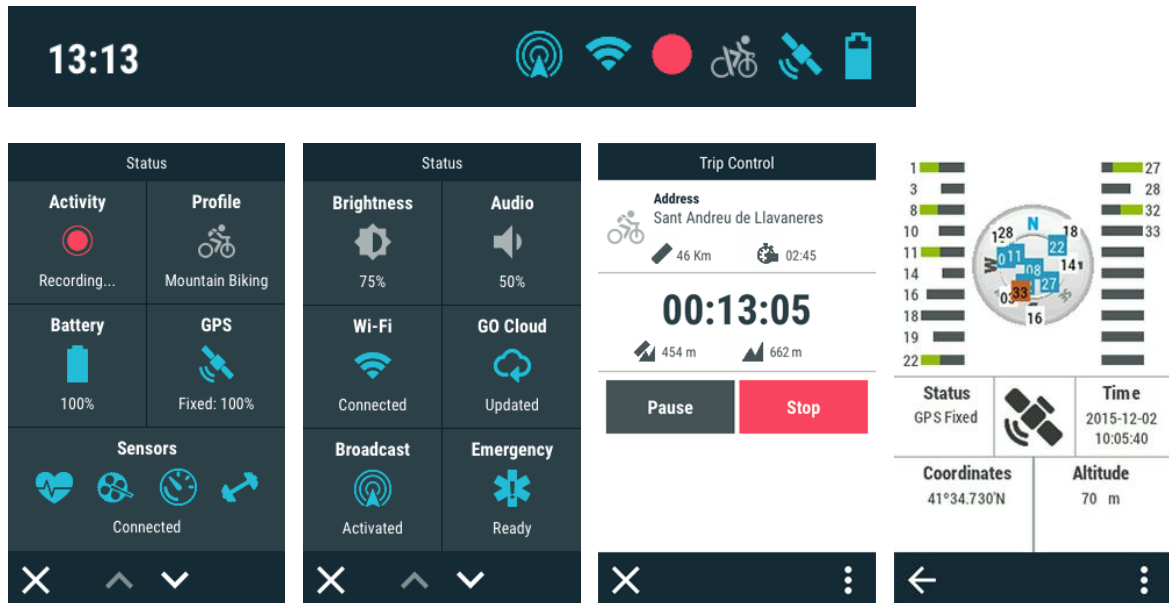 13:13
Status
Activity
Profile
Recording...
Mountain Biking
Battery
GPS
100%
Fixed: 100%
Sensors
Connected
Status
Brightness
Audio
75%
50%
Wi-Fi
GO Cloud
Connected
Updated
Broadcast
Emergency
Activated
Ready
Trip Control
Address
Sant Andreu de Llavaneres
46 Km
02:45
00:13:05
454 m
662 m
Pause
Stop
1
3
8
10
11
14
16
18
19
22
N
W
28
18
11
22
08
14
03
33
27
35
16
27
28
32
33
Status
GPS Fixed
Time
2015-12-02
10:05:40
Coordinates
41º34.730'N
Altitude
70 m